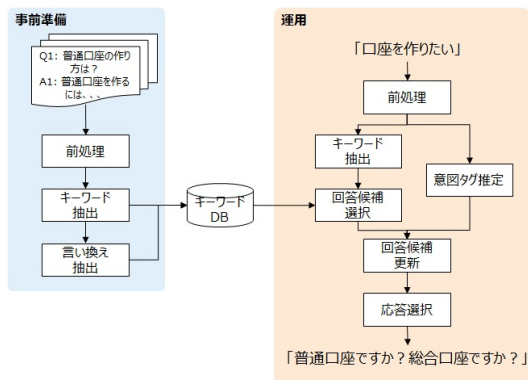 事前準備
Q1: 普通口座の作り
方は？
A1: 普通口座を作る
には、、、
前処理
キーワード
抽出
言い換え
抽出
キーワード
DB
運用
「口座を作りたい」
前処理
キーワード
抽出
意図タグ推定
回答候補
選択
回答候補
更新
応答選択
「普通口座ですか？総合口座ですか？」